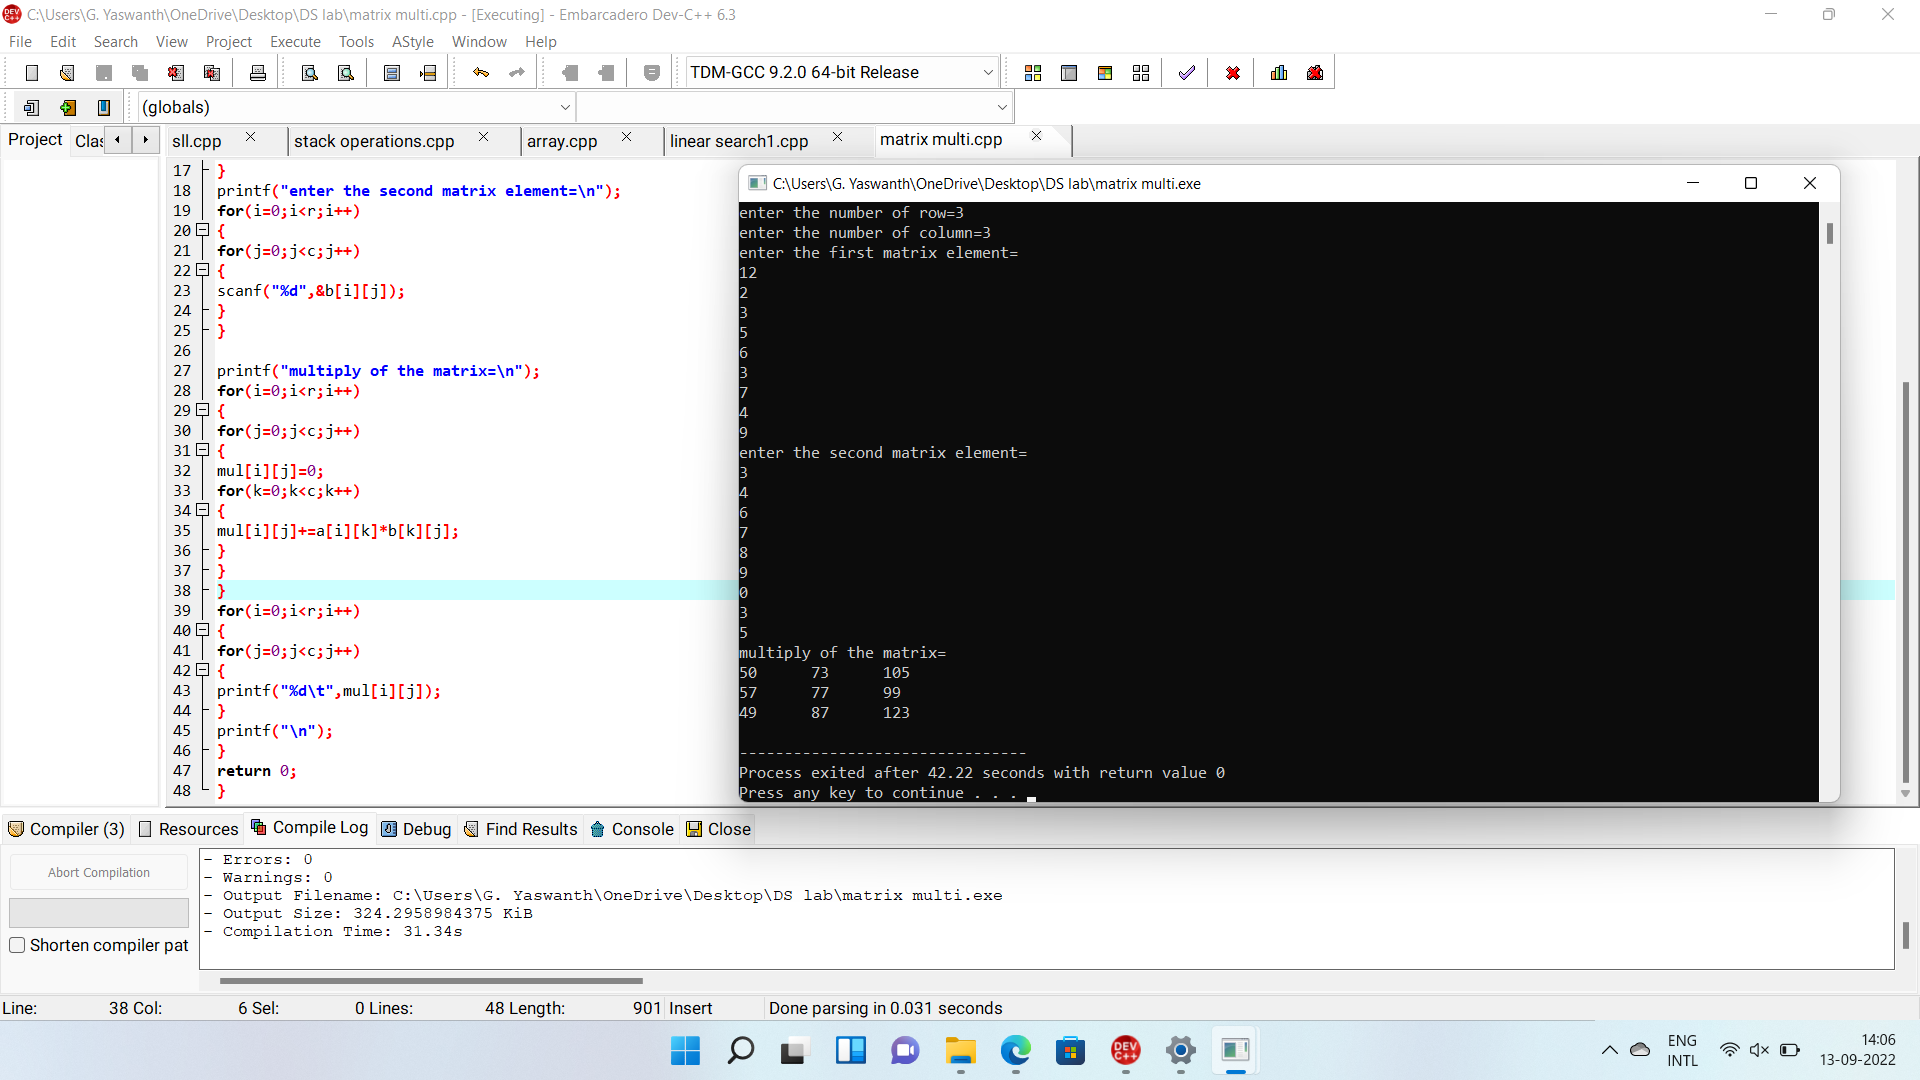 C:\Users\G. Yaswanth\OneDrive\Desktop\DS lab\matrix multi.cpp - [Executing] - Embarcadero Dev-C++ 6.3
File Edit Search View Project Execute Tools AStyle Window Help
TDM-GCC 9.2.0 64-bit Release
(globals)
Project Clas
sll.cpp stack operations.cpp array.cpp linear search1.cpp matrix multi.cpp
17 }
18 printf("enter the second matrix element=\n");
19 for(i=0;i<r;i++)
20 {
21 for(j=0;j<c;j++)
22 {
23 scanf("%d",&b[i][j]);
24 }
25 }
26
27 printf("multiply of the matrix=\n");
28 for(i=0;i<r;i++)
29 {
30 for(j=0;j<c;j++)
31 {
32 mul[i][j]=0;
33 for(k=0;k<c;k++)
34 {
35 mul[i][j]+=a[i][k]*b[k][j];
36 }
37 }
38 }
39 for(i=0;i<r;i++)
40 {
41 for(j=0;j<c;j++)
42 {
43 printf("%d\t",mul[i][j]);
44 }
45 printf("\n");
46 }
47 return 0;
48 }
C:\Users\G. Yaswanth\OneDrive\Desktop\DS lab\matrix multi.exe
enter the number of row=3
enter the number of column=3
enter the first matrix element=
12
2
3
5
6
3
7
4
9
enter the second matrix element=
3
4
6
7
8
9
0
3
5
multiply of the matrix=
50 73 105
57 77 99
49 87 123
--------------------------------
Process exited after 42.22 seconds with return value 0
Press any key to continue . . .
Compiler (3) Resources Compile Log Debug Find Results Console Close
Abort Compilation
Shorten compiler pat
- Errors: 0
- Warnings: 0
- Output Filename: C:\Users\G. Yaswanth\OneDrive\Desktop\DS lab\matrix multi.exe
- Output Size: 324.2958984375 KiB
- Compilation Time: 31.34s
Line: 38 Col: 6 Sel: 0 Lines: 48 Length: 901 Insert Done parsing in 0.031 seconds
DEV C++
ENG
INTL
14:06
13-09-2022